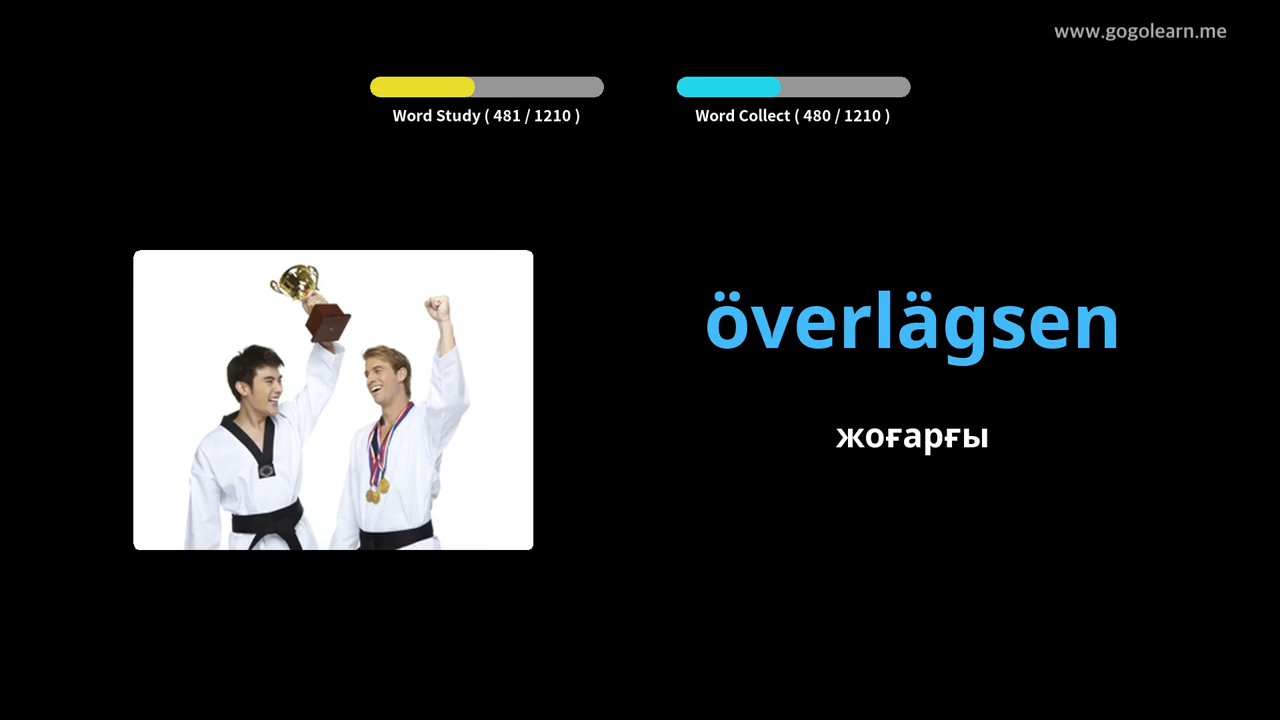 www.gogolearn.me
Word Study ( 481 / 1210 )
Word Collect ( 480 / 1210 )
överlägsen
жоғарғы